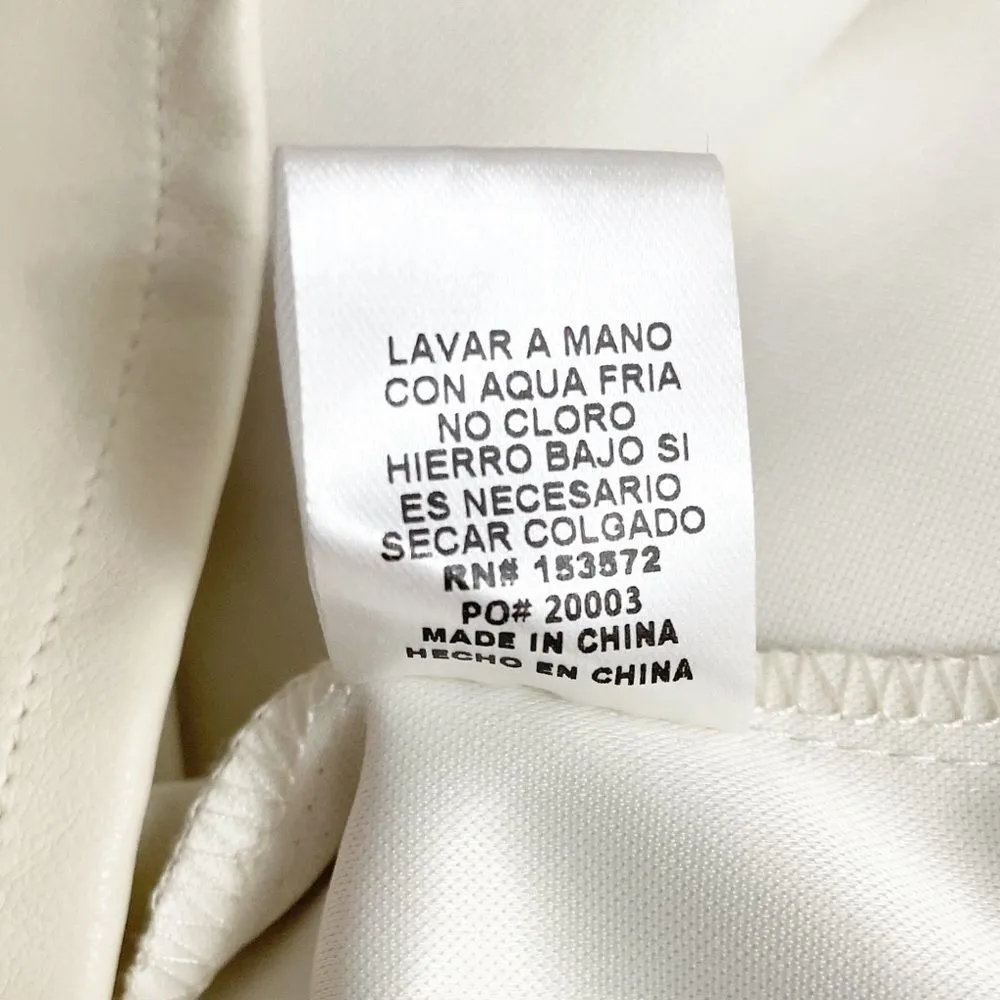 LAVAR A MANO
CON AQUA FRIA
NO CLORO
HIERRO BAJO SI
ES NECESARIO
SECAR COLGADO
RN# 153572
PO# 20003
MADE IN CHINA
HECHO EN CHINA